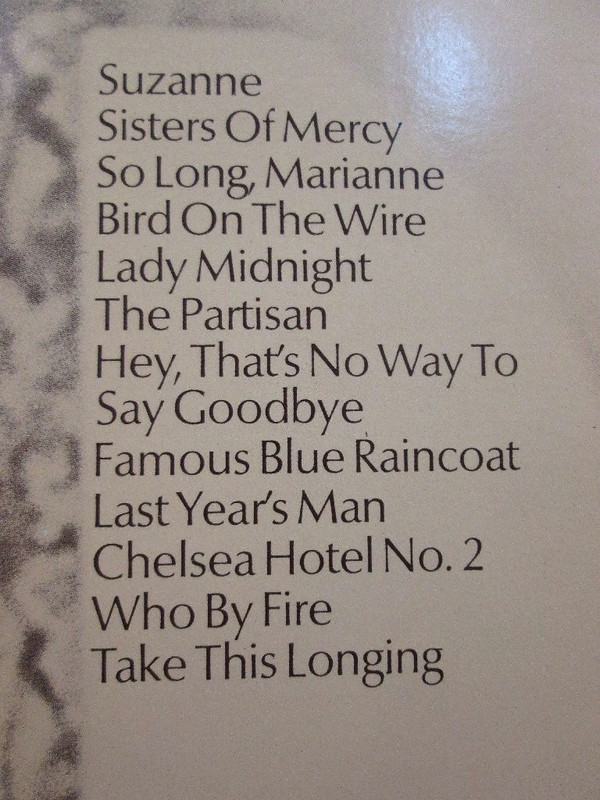 Suzanne
Sisters Of Mercy
So Long, Marianne
Bird On The Wire
Lady Midnight
The Partisan
Hey, That's No Way To
Say Goodbye
Famous Blue Raincoat
Last Year's Man
Chelsea Hotel No. 2
Who By Fire
Take This Longing